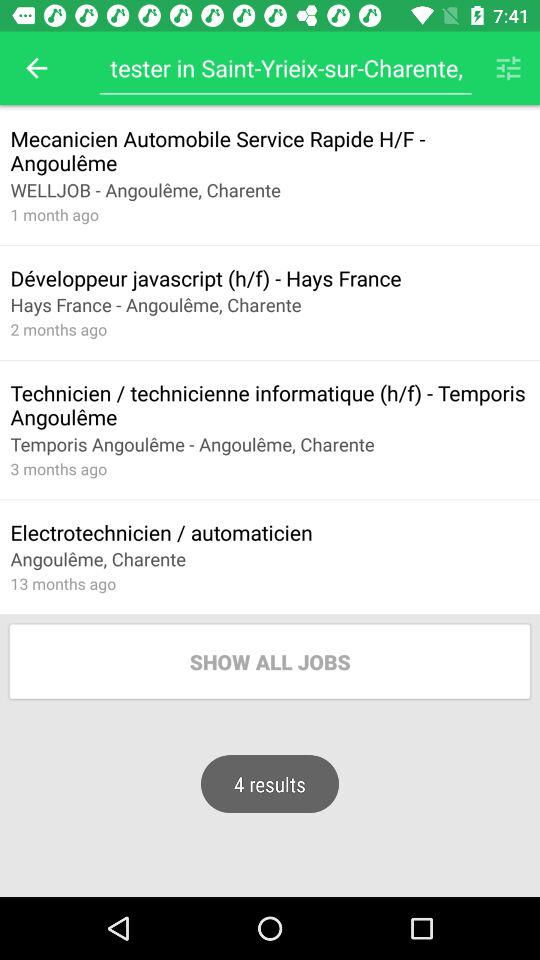 7:41
tester in Saint-Yrieix-sur-Charente,
Mecanicien Automobile Service Rapide H/F -
Angoulême
WELLJOB - Angoulême, Charente
1 month ago
Développeur javascript (h/f) - Hays France
Hays France - Angoulême, Charente
2 months ago
Technicien / technicienne informatique (h/f) - Temporis
Angoulême
Temporis Angoulême - Angoulême, Charente
3 months ago
Electrotechnicien / automaticien
Angoulême, Charente
13 months ago
SHOW ALL JOBS
4 results